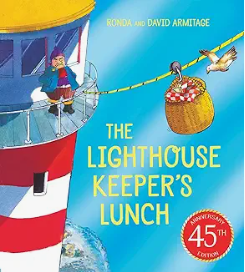 RONDA AND DAVID ARMITAGE
THE
LIGHTHOUSE
KEEPER'S
LUNCH
ANNIVERSARY
45TH
EDITION